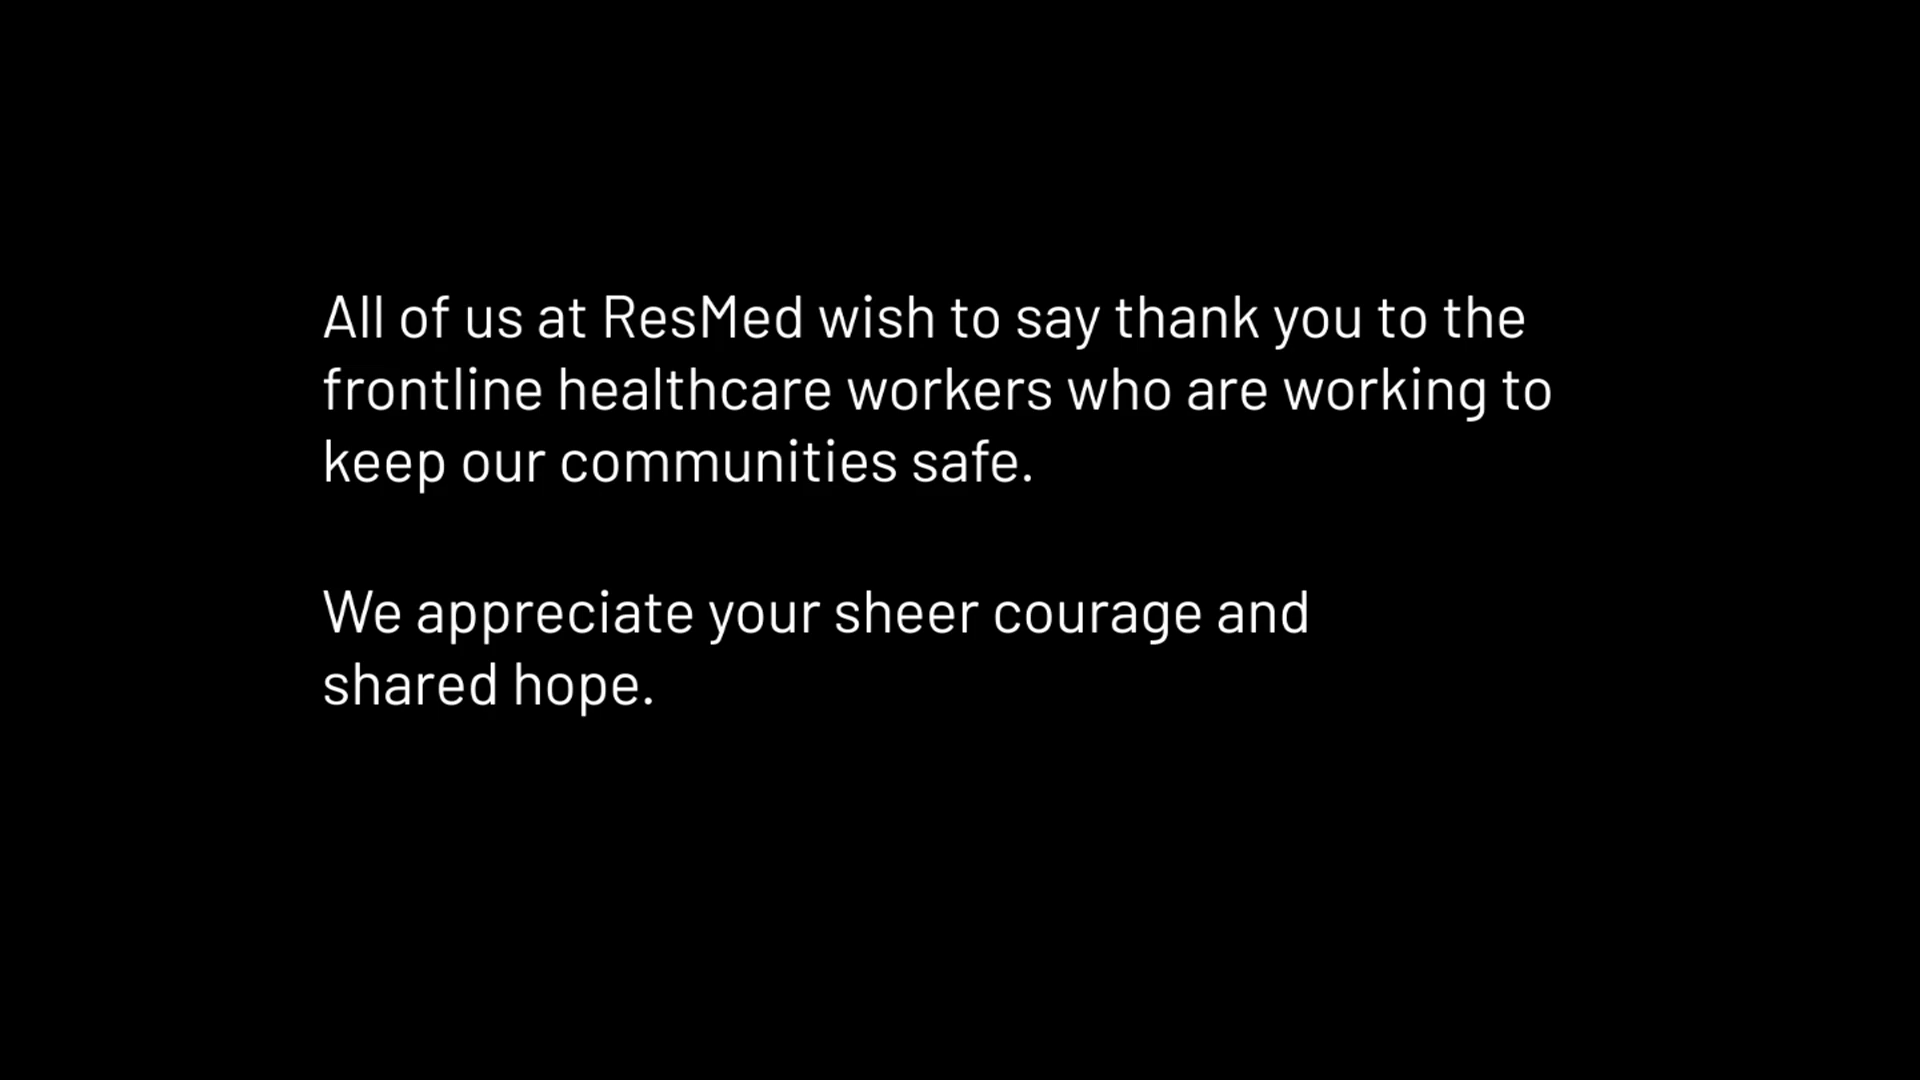 All of us at ResMed wish to say thank you to the
frontline healthcare workers who are working to
keep our communities safe.
We appreciate your sheer courage and
shared hope.